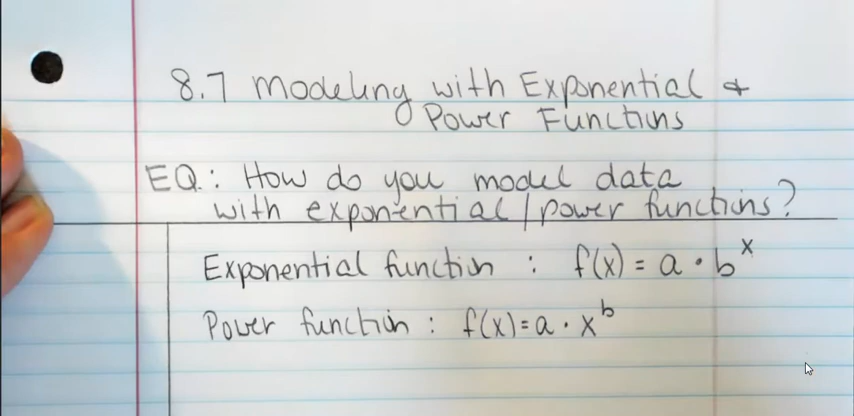 8.7 Modeling with Exponential &
Power Functions
EQ.: How do you model data
with exponential/power functions?
Exponential function : f(x) = a · b^x
Power function : f(x) = a · x^b